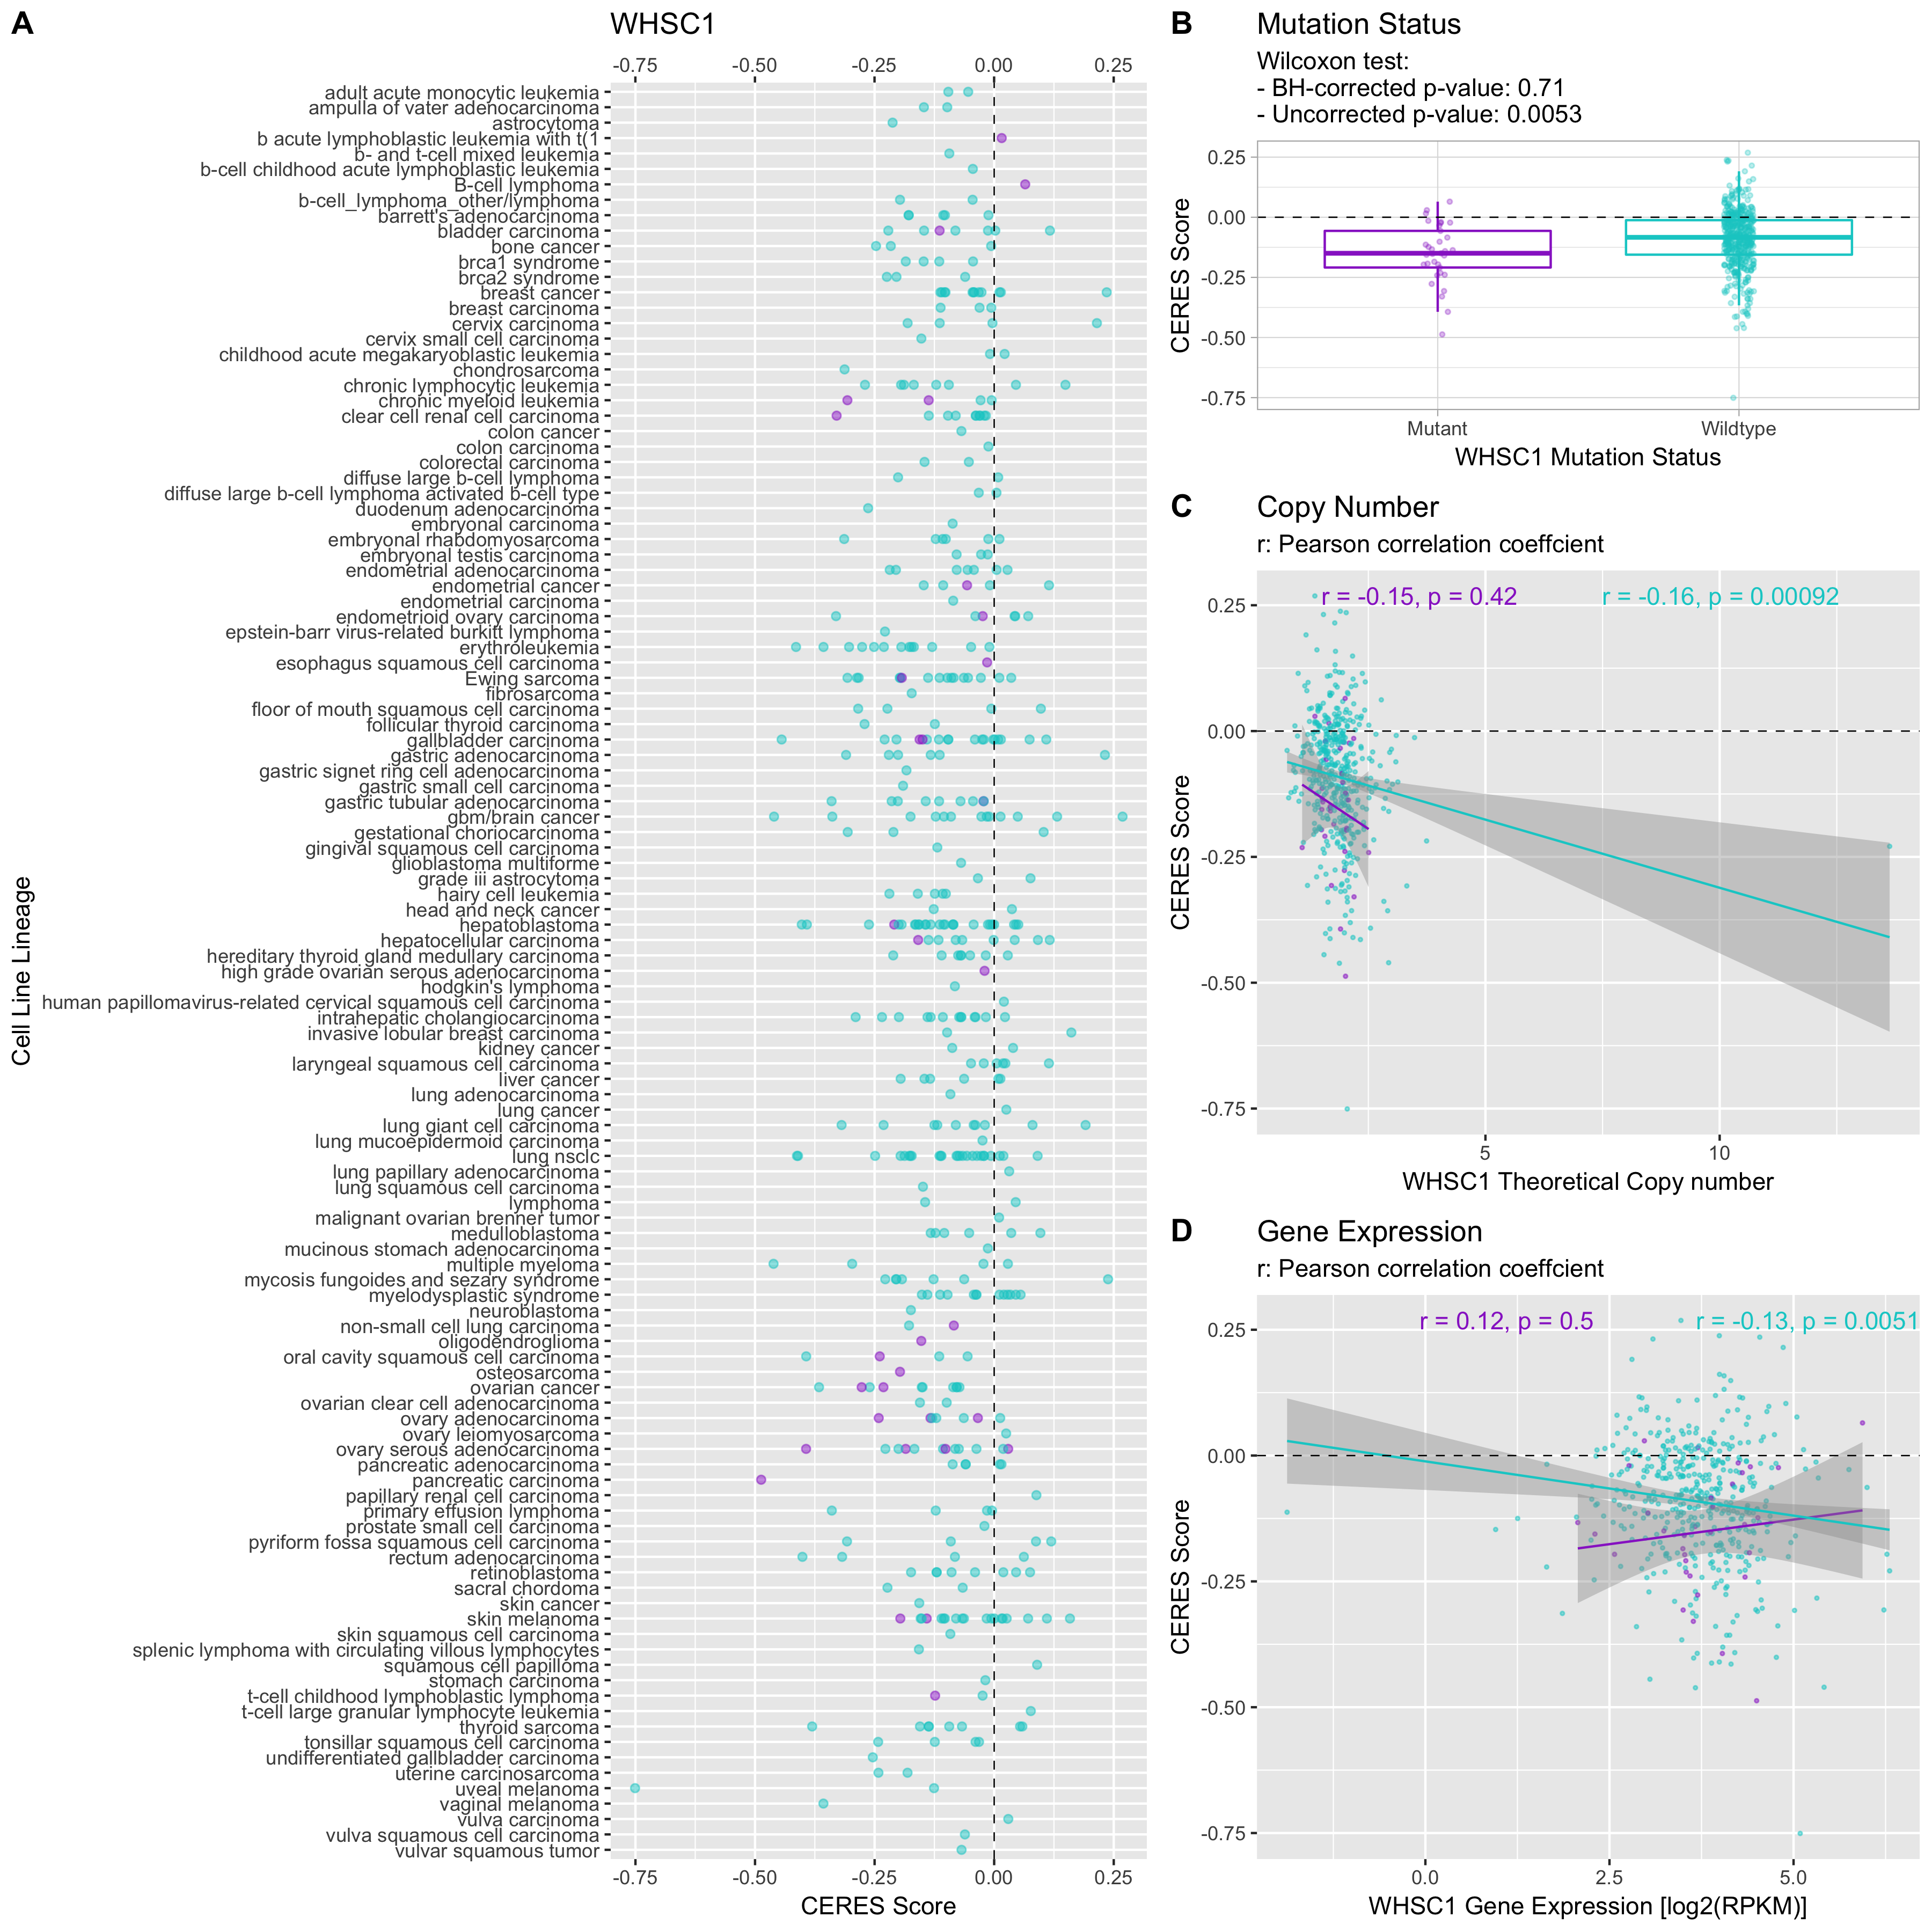 A
WHSC1
-0.75 -0.50 -0.25 0.00 0.25
Cell Line Lineage
adult acute monocytic leukemia
ampulla of vater adenocarcinoma
astrocytoma
b acute lymphoblastic leukemia with t(1
b- and t-cell mixed leukemia
b-cell childhood acute lymphoblastic leukemia
B-cell lymphoma
b-cell_lymphoma_other/lymphoma
barrett's adenocarcinoma
bladder carcinoma
bone cancer
brca1 syndrome
brca2 syndrome
breast cancer
breast carcinoma
cervix carcinoma
cervix small cell carcinoma
childhood acute megakaryoblastic leukemia
chondrosarcoma
chronic lymphocytic leukemia
chronic myeloid leukemia
clear cell renal cell carcinoma
colon cancer
colon carcinoma
colorectal carcinoma
diffuse large b-cell lymphoma
diffuse large b-cell lymphoma activated b-cell type
duodenum adenocarcinoma
embryonal carcinoma
embryonal rhabdomyosarcoma
embryonal testis carcinoma
endometrial adenocarcinoma
endometrial cancer
endometrial carcinoma
endometrioid ovary carcinoma
epstein-barr virus-related burkitt lymphoma
erythroleukemia
esophagus squamous cell carcinoma
Ewing sarcoma
fibrosarcoma
floor of mouth squamous cell carcinoma
follicular thyroid carcinoma
gallbladder carcinoma
gastric adenocarcinoma
gastric signet ring cell adenocarcinoma
gastric small cell carcinoma
gastric tubular adenocarcinoma
gbm/brain cancer
gestational choriocarcinoma
gingival squamous cell carcinoma
glioblastoma multiforme
grade iii astrocytoma
hairy cell leukemia
head and neck cancer
hepatoblastoma
hepatocellular carcinoma
hereditary thyroid gland medullary carcinoma
high grade ovarian serous adenocarcinoma
hodgkin's lymphoma
human papillomavirus-related cervical squamous cell carcinoma
intrahepatic cholangiocarcinoma
invasive lobular breast carcinoma
kidney cancer
laryngeal squamous cell carcinoma
liver cancer
lung adenocarcinoma
lung cancer
lung giant cell carcinoma
lung mucoepidermoid carcinoma
lung nsclc
lung papillary adenocarcinoma
lung squamous cell carcinoma
lymphoma
malignant ovarian brenner tumor
medulloblastoma
mucinous stomach adenocarcinoma
multiple myeloma
mycosis fungoides and sezary syndrome
myelodysplastic syndrome
neuroblastoma
non-small cell lung carcinoma
oligodendroglioma
oral cavity squamous cell carcinoma
osteosarcoma
ovarian cancer
ovarian clear cell adenocarcinoma
ovary adenocarcinoma
ovary leiomyosarcoma
ovary serous adenocarcinoma
pancreatic adenocarcinoma
pancreatic carcinoma
papillary renal cell carcinoma
primary effusion lymphoma
prostate small cell carcinoma
pyriform fossa squamous cell carcinoma
rectum adenocarcinoma
retinoblastoma
sacral chordoma
skin cancer
skin melanoma
skin squamous cell carcinoma
splenic lymphoma with circulating villous lymphocytes
squamous cell papilloma
stomach carcinoma
t-cell childhood lymphoblastic lymphoma
t-cell large granular lymphocyte leukemia
thyroid sarcoma
tonsillar squamous cell carcinoma
undifferentiated gallbladder carcinoma
uterine carcinosarcoma
uveal melanoma
vaginal melanoma
vulva carcinoma
vulva squamous cell carcinoma
vulvar squamous tumor
-0.75 -0.50 -0.25 0.00 0.25
CERES Score
B
Mutation Status
Wilcoxon test:
- BH-corrected p-value: 0.71
- Uncorrected p-value: 0.0053
CERES Score
0.25
0.00
-0.25
-0.50
-0.75
Mutant Wildtype
WHSC1 Mutation Status
C
Copy Number
r: Pearson correlation coeffcient
r = -0.15, p = 0.42 r = -0.16, p = 0.00092
CERES Score
0.25
0.00
-0.25
-0.50
-0.75
5 10
WHSC1 Theoretical Copy number
D
Gene Expression
r: Pearson correlation coeffcient
r = 0.12, p = 0.5 r = -0.13, p = 0.0051
CERES Score
0.25
0.00
-0.25
-0.50
-0.75
0.0 2.5 5.0
WHSC1 Gene Expression [log2(RPKM)]